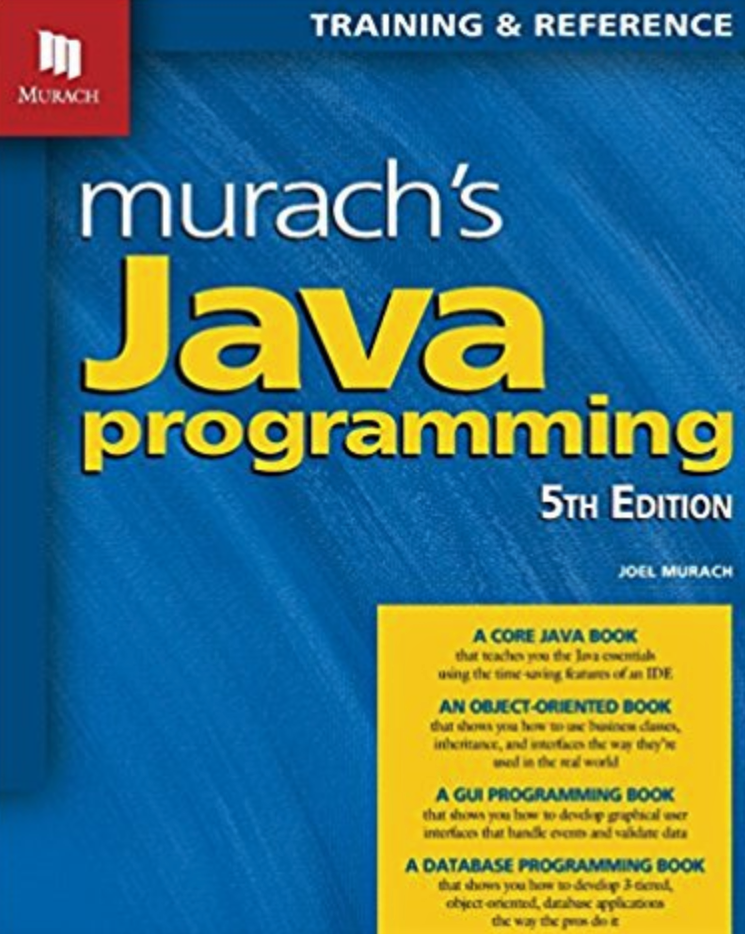 TRAINING & REFERENCE
MURACH
murach's
Java
programming
5TH EDITION
JOEL MURACH
A CORE JAVA BOOK
that teaches you the Java essentials
using the time-saving features of an IDE
AN OBJECT-ORIENTED BOOK
that shows you how to use business classes,
inheritance, and interfaces the way they're
used in the real world
A GUI PROGRAMMING BOOK
that shows you how to develop graphical user
interfaces that handle events and validate data
A DATABASE PROGRAMMING BOOK
that shows you how to develop 3-tiered,
object-oriented, database applications
the way the pros do it